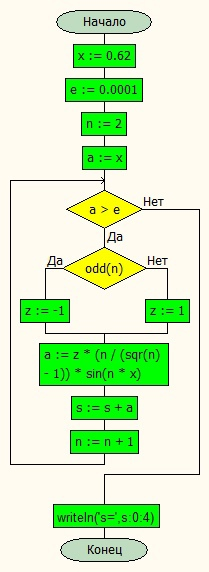 Начало
x := 0.62
e := 0.0001
n := 2
a := x
a > e
Нет
Да
odd(n)
Да
Нет
z := -1
z := 1
a := z * (n / (sqr(n)
- 1)) * sin(n * x)
s := s + a
n := n + 1
writeln('s=',s:0:4)
Конец